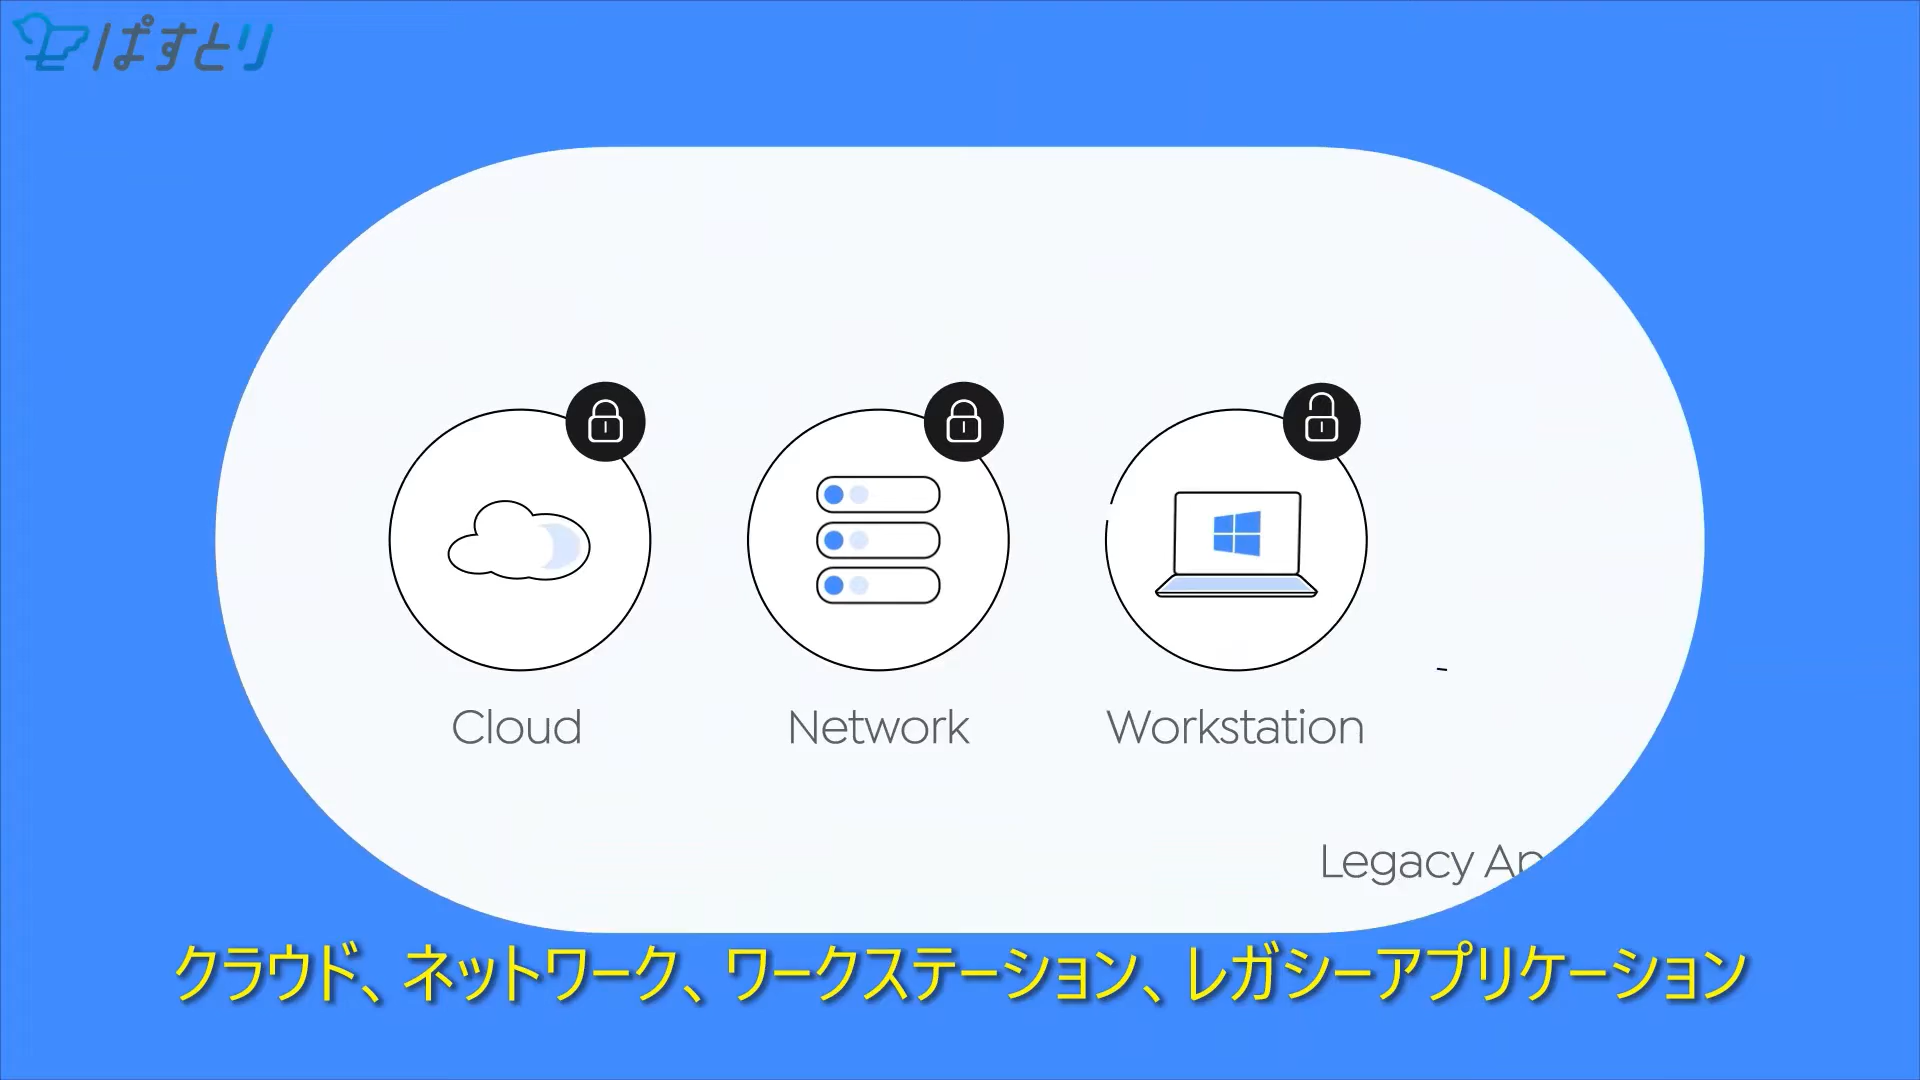 ぱすとり
Cloud
Network
Workstation
Legacy Ap
クラウド、ネットワーク、ワークステーション、レガシーアプリケーション